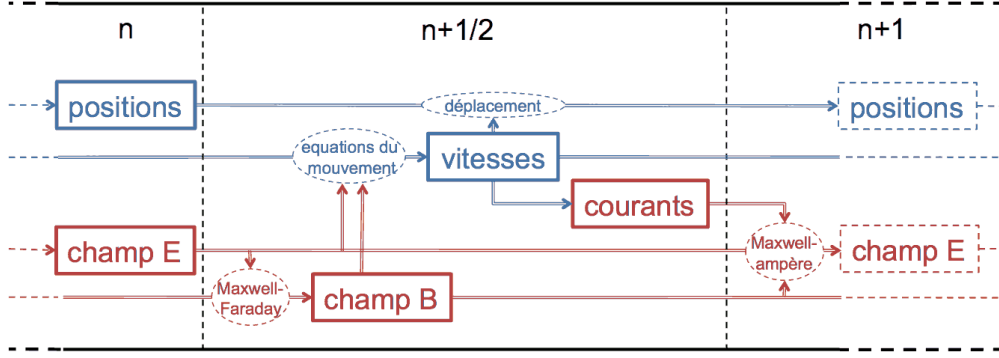 n
n+1/2
n+1
positions
déplacement
positions
equations du
mouvement
vitesses
courants
champ E
Maxwell-
ampère
champ E
Maxwell-
Faraday
champ B